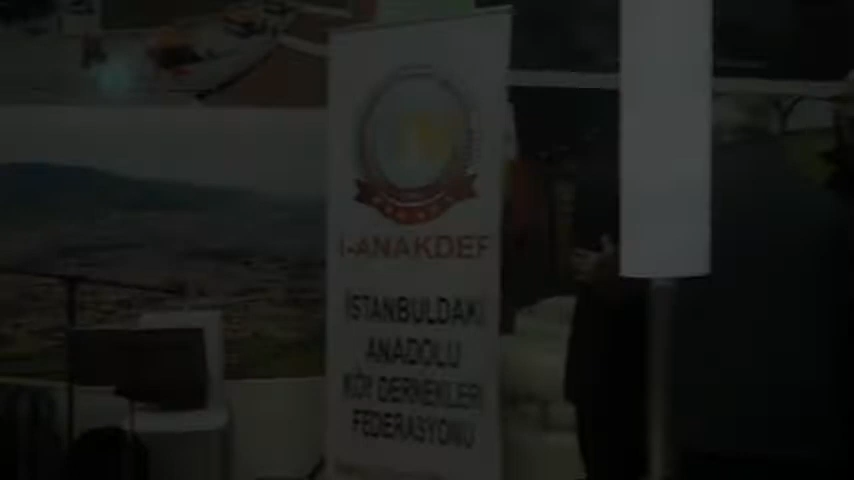 İ-ANAKDEF
İSTANBULDAKİ
ANADOLU
KÖY DERNEKLERİ
FEDERASYONU